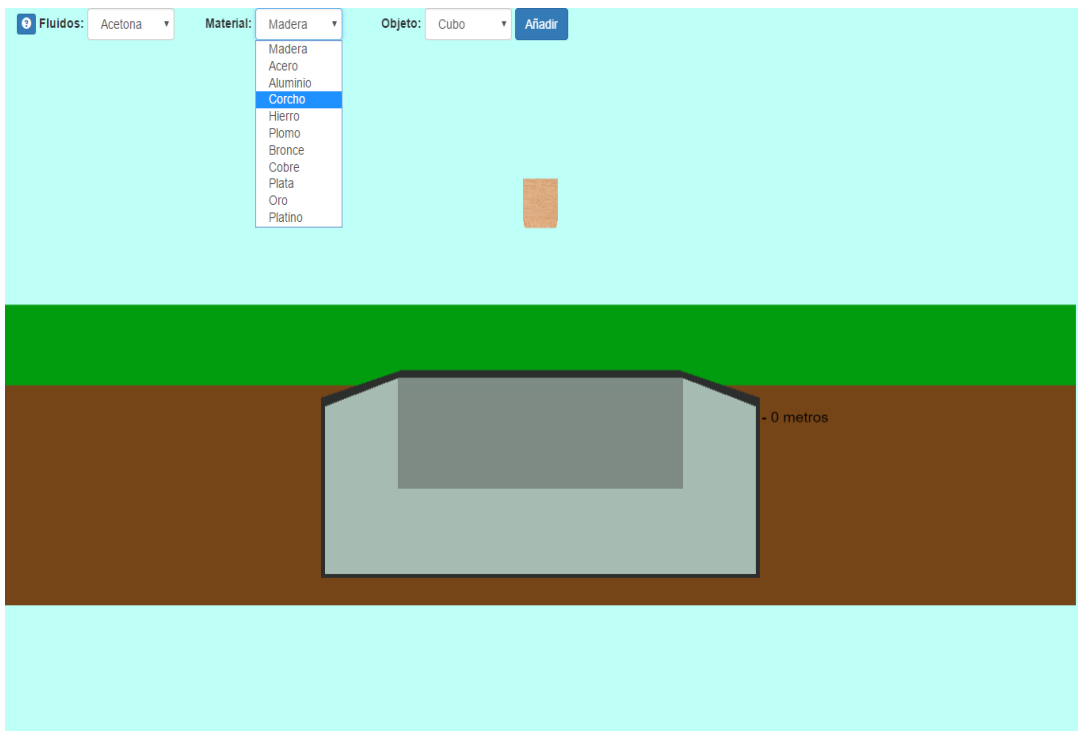 Fluidos: Acetona Material: Madera Objeto: Cubo Añadir
Madera
Acero
Aluminio
Corcho
Hierro
Plomo
Bronce
Cobre
Plata
Oro
Platino
- 0 metros